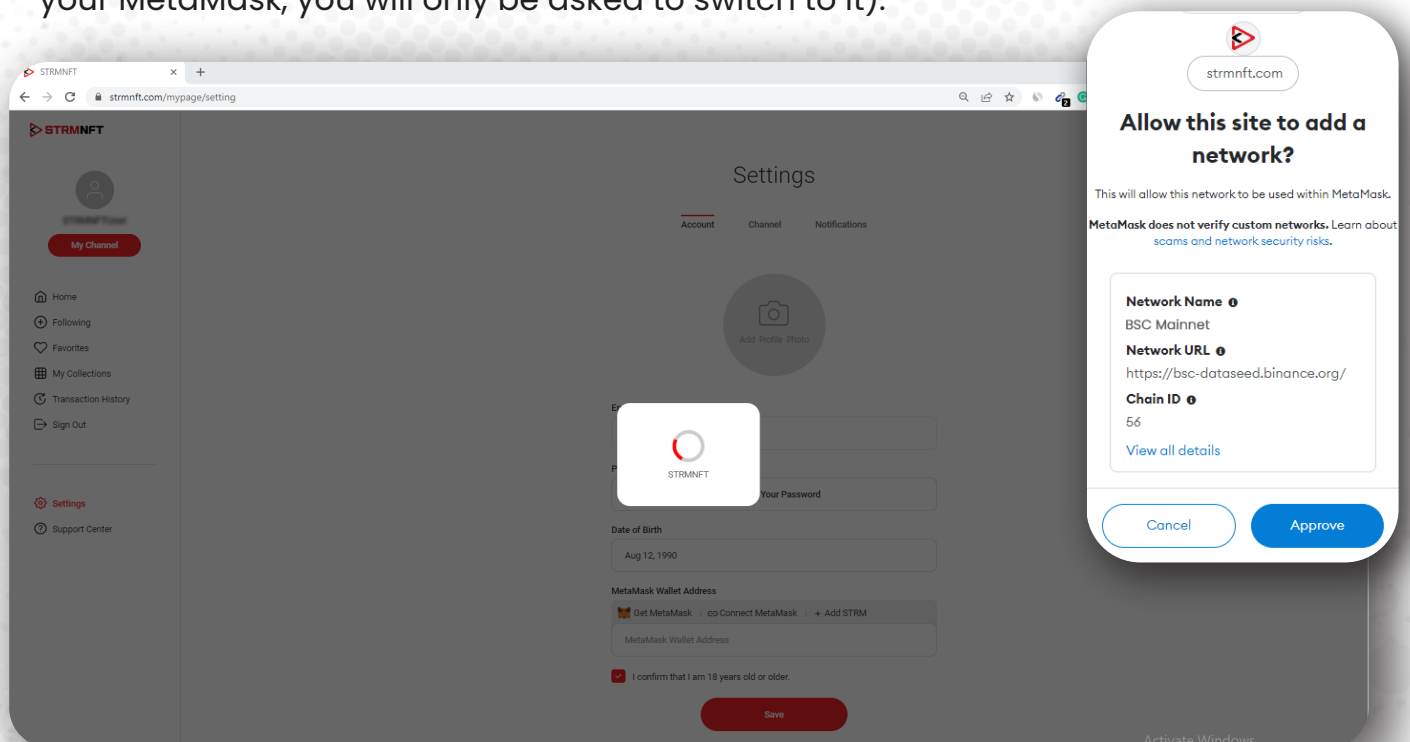 your MetaMask, you will only be asked to switch to it).
STRMNFT
strmnft.com/mypage/setting
2
STRMNFT
My Channel
Home
Following
Favorites
My Collections
Transaction History
Sign Out
Settings
Support Center
Settings
Account Channel Notifications
Add Profile Photo
STRMNFT
Your Password
Date of Birth
Aug 12, 1990
MetaMask Wallet Address
Get MetaMask Connect MetaMask + Add STRM
MetaMask Wallet Address
I confirm that I am 18 years old or older.
Save
Activate Windows
strmnft.com
Allow this site to add a
network?
This will allow this network to be used within MetaMask.
MetaMask does not verify custom networks. Learn about
scams and network security risks.
Network Name
BSC Mainnet
Network URL
https://bsc-dataseed.binance.org/
Chain ID
56
View all details
Cancel Approve